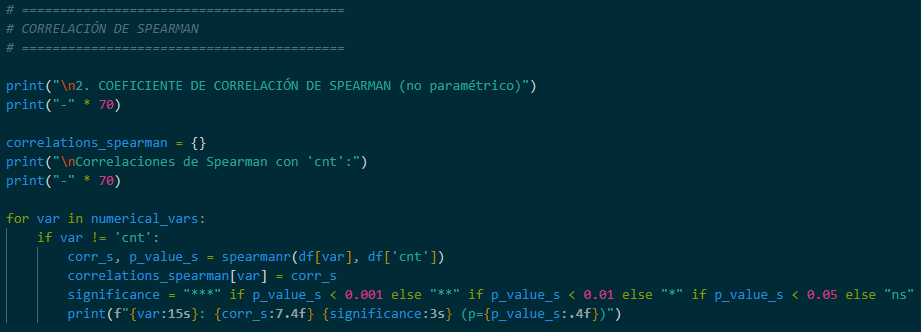 # ==========================================
# CORRELACIÓN DE SPEARMAN
# ==========================================
print("\n2. COEFICIENTE DE CORRELACIÓN DE SPEARMAN (no paramétrico)")
print("-" * 70)
correlations_spearman = {}
print("\nCorrelaciones de Spearman con 'cnt':")
print("-" * 70)
for var in numerical_vars:
    if var != 'cnt':
        corr_s, p_value_s = spearmanr(df[var], df['cnt'])
        correlations_spearman[var] = corr_s
        significance = "***" if p_value_s < 0.001 else "**" if p_value_s < 0.01 else "*" if p_value_s < 0.05 else "ns"
        print(f"{var:15s}: {corr_s:7.4f} {significance:3s} (p={p_value_s:.4f})")